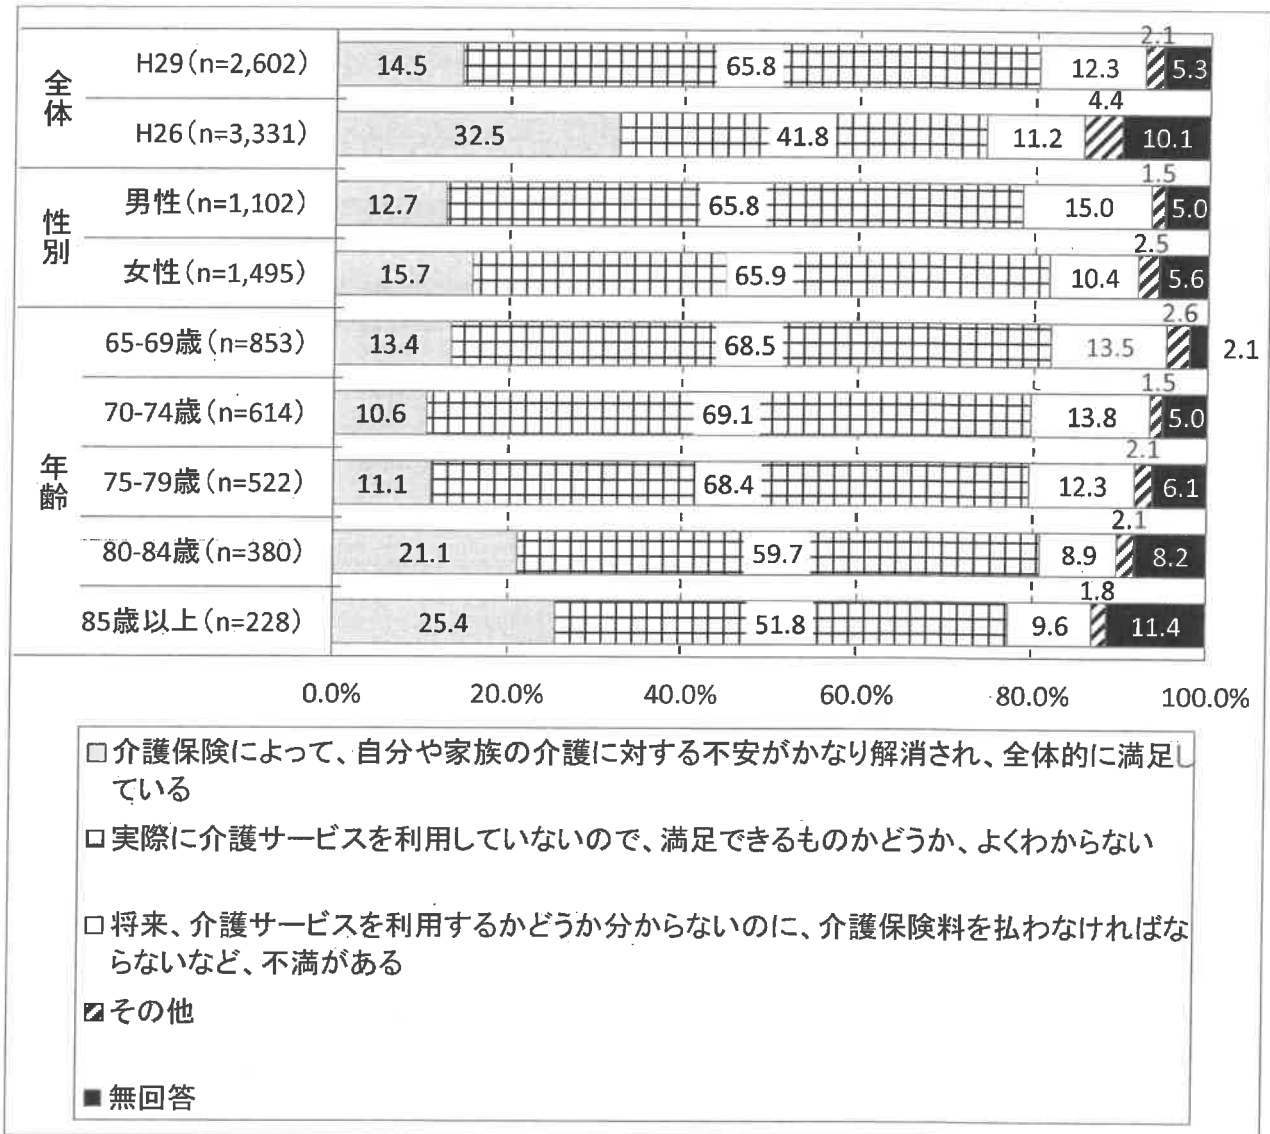 全体
H29(n=2,602)
14.5
65.8
12.3
2.1
5.3
H26(n=3,331)
32.5
41.8
11.2
4.4
10.1
性別
男性(n=1,102)
12.7
65.8
15.0
1.5
5.0
女性(n=1,495)
15.7
65.9
10.4
2.5
5.6
年齢
65-69歳(n=853)
13.4
68.5
13.5
2.6
2.1
70-74歳(n=614)
10.6
69.1
13.8
1.5
5.0
75-79歳(n=522)
11.1
68.4
12.3
2.1
6.1
80-84歳(n=380)
21.1
59.7
8.9
2.1
8.2
85歳以上(n=228)
25.4
51.8
9.6
1.8
11.4
0.0% 20.0% 40.0% 60.0% 80.0% 100.0%
介護保険によって、自分や家族の介護に対する不安がかなり解消され、全体的に満足し
ている
実際に介護サービスを利用していないので、満足できるものかどうか、よくわからない
将来、介護サービスを利用するかどうか分からないのに、介護保険料を払わなければな
らないなど、不満がある
その他
無回答